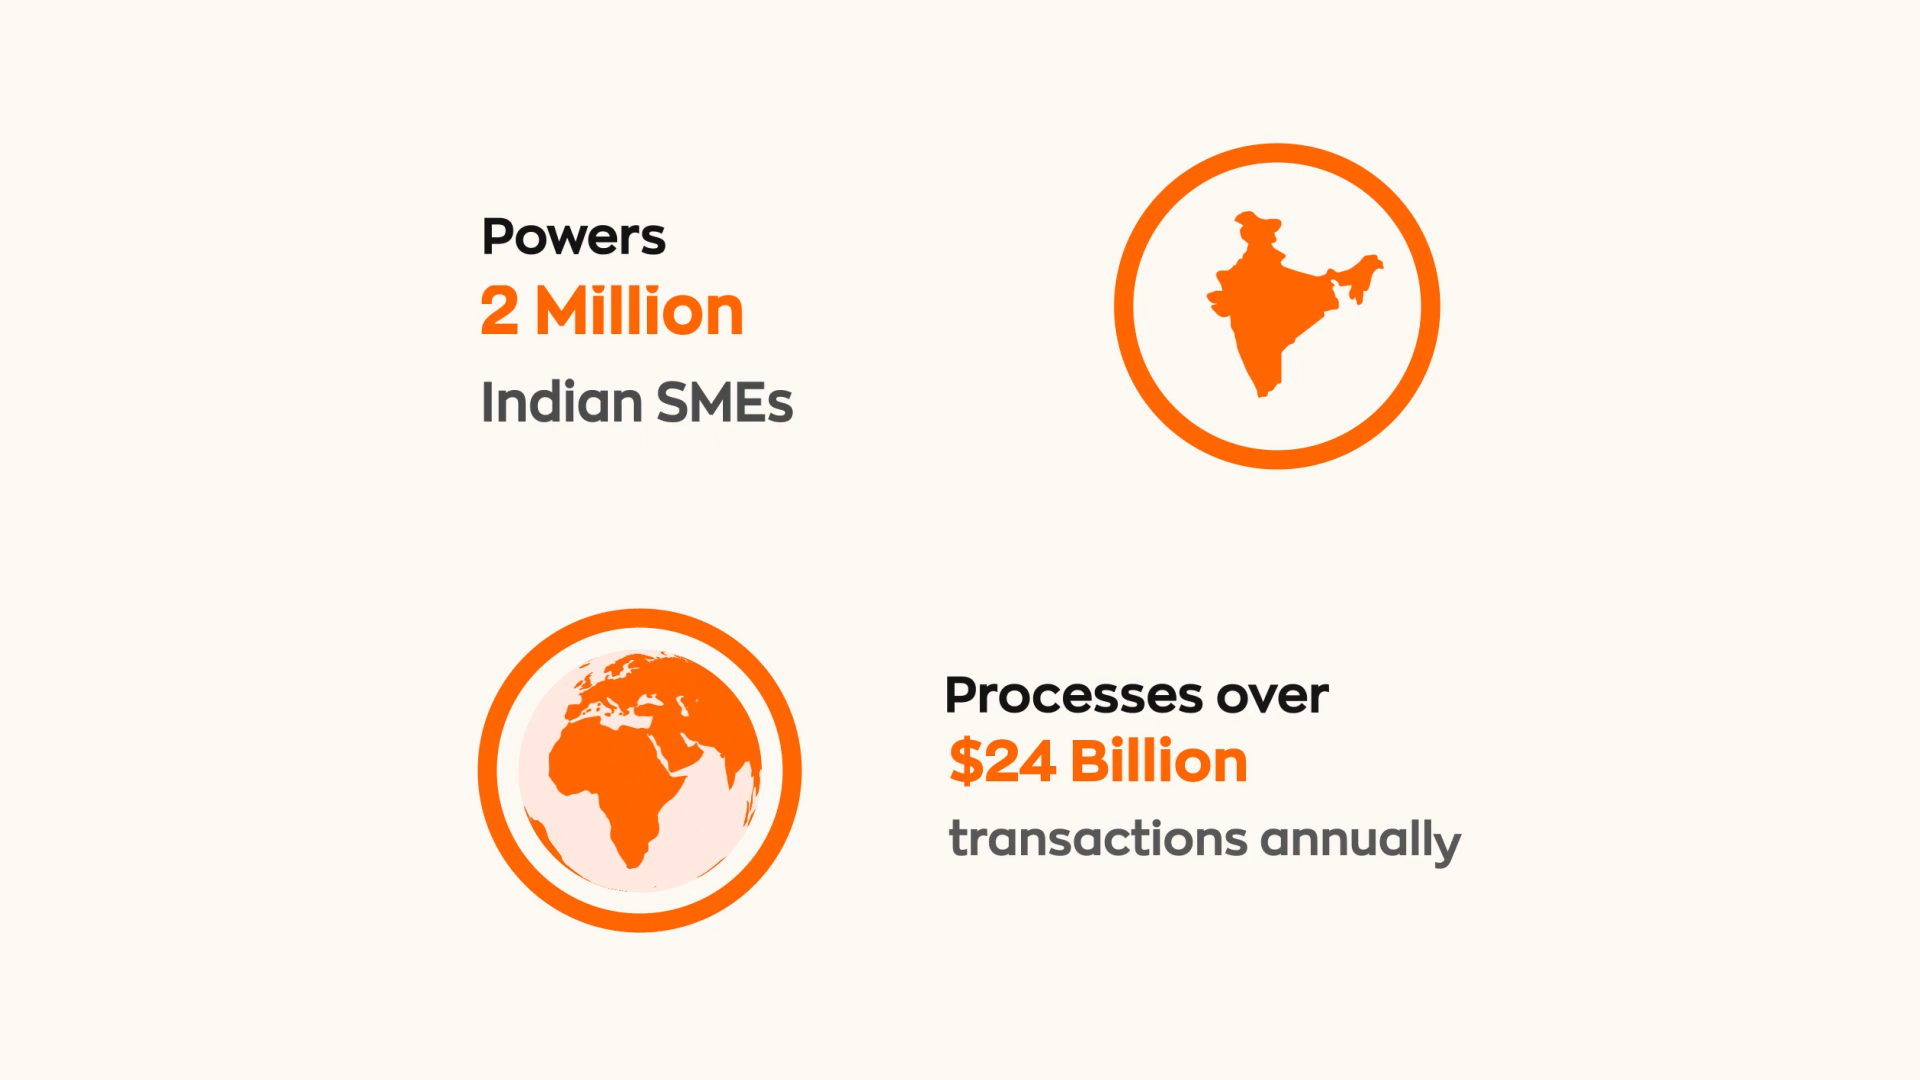 Powers
2 Million
Indian SMEs
Processes over
$24 Billion
transactions annually